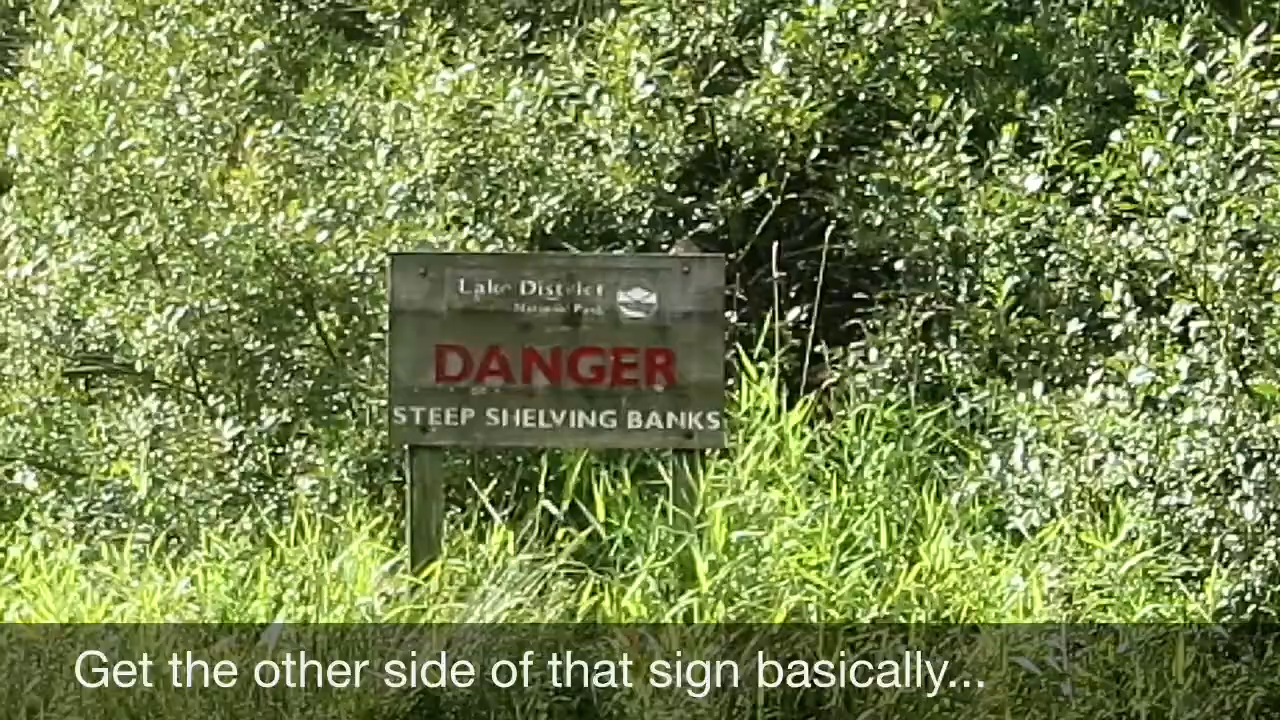 Lake District
National Park
DANGER
STEEP SHELVING BANKS
Get the other side of that sign basically...